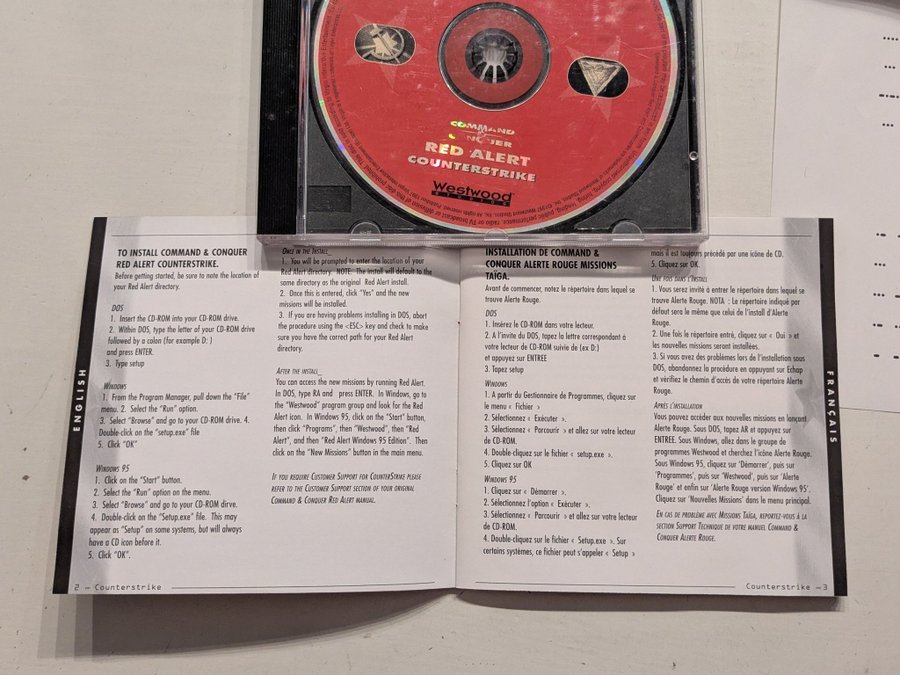 COMMAND
&
RED ALERT
COUNTERSTRIKE
Westwood
STUDIOS
ENGLISH
TO INSTALL COMMAND & CONQUER
RED ALERT COUNTERSTRIKE.
Before getting started, be sure to note the location of
your Red Alert directory.
DOS
1. Insert the CD-ROM into your CD-ROM drive.
2. Within DOS, type the letter of your CD-ROM drive
followed by a colon (for example D: )
and press ENTER.
3. Type setup
WINDOWS
1. From the Program Manager, pull down the "File"
menu. 2. Select the "Run" option.
3. Select "Browse" and go to your CD-ROM drive. 4.
Double-click on the "setup.exe" file
5. Click "OK"
WINDOWS 95
1. Click on the "Start" button.
2. Select the "Run" option on the menu.
3. Select "Browse" and go to your CD-ROM drive.
4. Double-click on the "Setup.exe" file. This may
appear as "Setup" on some systems, but will always
have a CD icon before it.
5. Click "OK".
ONCE IN THE INSTALL_
1. You will be prompted to enter the location of your
Red Alert directory. NOTE: The install will default to the
same directory as the original Red Alert install.
2. Once this is entered, click "Yes" and the new
missions will be installed.
3. If you are having problems installing in DOS, abort
the procedure using the <ESC> key and check to make
sure you have the correct path for your Red Alert
directory.
AFTER THE INSTALL_
You can access the new missions by running Red Alert.
In DOS, type RA and press ENTER. In Windows, go to
the "Westwood" program group and look for the Red
Alert icon. In Windows 95, click on the "Start" button,
then click "Programs", then "Westwood", then "Red
Alert", and then "Red Alert Windows 95 Edition". Then
click on the "New Missions" button in the main menu.
IF YOU REQUIRE CUSTOMER SUPPORT FOR COUNTERSTRIKE PLEASE
REFER TO THE CUSTOMER SUPPORT SECTION OF YOUR ORIGINAL
COMMAND & CONQUER RED ALERT MANUAL.
2 — Counterstrike
INSTALLATION DE COMMAND &
CONQUER ALERTE ROUGE MISSIONS
TAÏGA.
Avant de commencer, notez le répertoire dans lequel se
trouve Alerte Rouge.
DOS
1. Insérez le CD-ROM dans votre lecteur.
2. A l'invite du DOS, tapez la lettre correspondant à
votre lecteur de CD-ROM suivie de (ex D:)
et appuyez sur ENTREE
3. Tapez setup
WINDOWS
1. A partir du Gestionnaire de Programmes, cliquez sur
le menu « Fichier »
2. Sélectionnez « Exécuter ».
3. Sélectionnez « Parcourir » et allez sur votre lecteur
de CD-ROM.
4. Double-cliquez sur le fichier « setup.exe ».
5. Cliquez sur OK
WINDOWS 95
1. Cliquez sur « Démarrer ».
2. Sélectionnez l'option « Exécuter ».
3. Sélectionnez « Parcourir » et allez sur votre lecteur
de CD-ROM.
4. Double-cliquez sur le fichier « Setup.exe ». Sur
certains systèmes, ce fichier peut s'appeler « Setup »
mais il est toujours précédé par une icône de CD.
5. Cliquez sur OK.
UNE FOIS DANS L'INSTALL
1. Vous serez invité à entrer le répertoire dans lequel se
trouve Alerte Rouge. NOTA : Le répertoire indiqué par
défaut sera le même que celui de l'install d'Alerte
Rouge.
2. Une fois le répertoire entré, cliquez sur « Oui » et
les nouvelles missions seront installées.
3. Si vous avez des problèmes lors de l'installation sous
DOS, abandonnez la procédure en appuyant sur Echap
et vérifiez le chemin d'accès de votre répertoire Alerte
Rouge.
APRÈS L'INSTALLATION
Vous pouvez accéder aux nouvelles missions en lançant
Alerte Rouge. Sous DOS, tapez AR et appuyez sur
ENTREE. Sous Windows, allez dans le groupe de
programmes Westwood et cherchez l'icône Alerte Rouge.
Sous Windows 95, cliquez sur 'Démarrer', puis sur
'Programmes', puis sur 'Westwood', puis sur 'Alerte
Rouge' et enfin sur 'Alerte Rouge version Windows 95'.
Cliquez sur 'Nouvelles Missions' dans le menu principal.
EN CAS DE PROBLÈME AVEC MISSIONS TAÏGA, REPORTEZ-VOUS À LA
SECTION SUPPORT TECHNIQUE DE VOTRE MANUEL COMMAND &
CONQUER ALERTE ROUGE.
FRANÇAIS
Counterstrike — 3